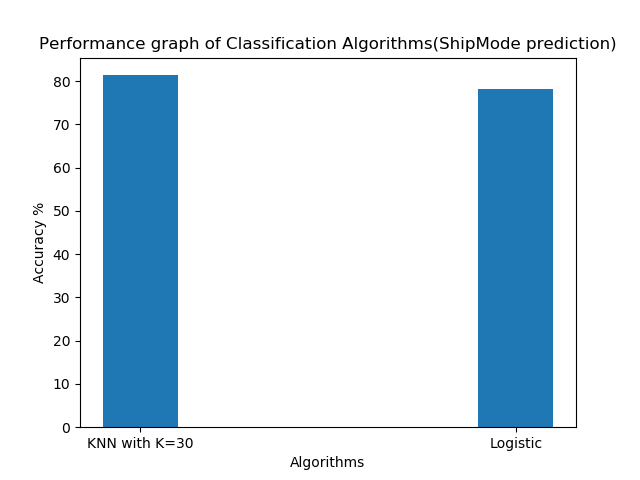 Performance graph of Classification Algorithms(ShipMode prediction)
80
70
60
50
40
30
20
10
0
Accuracy %
KNN with K=30
Logistic
Algorithms